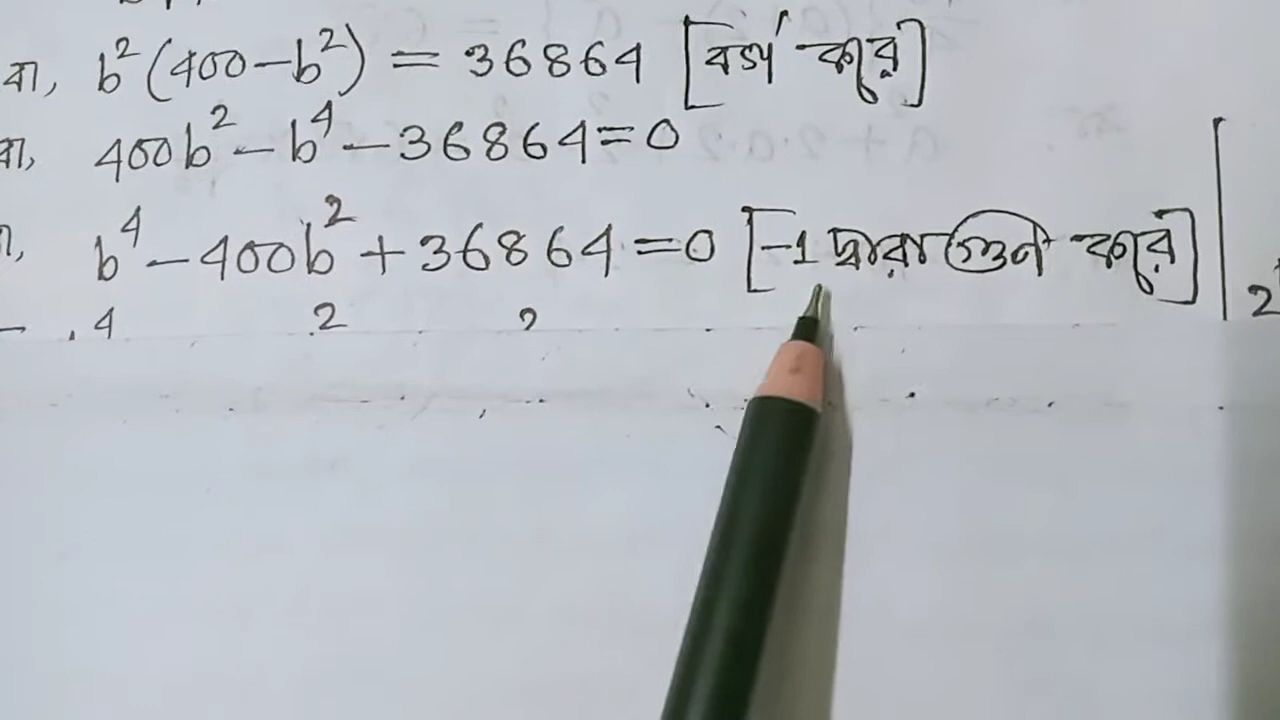 বা, b²(400-b²) = 36864 [বর্গ করে]
বা, 400b² - b⁴ - 36864=0
বা, b⁴ - 400b² + 36864 =0 [-1 দ্বারা গুন করে]